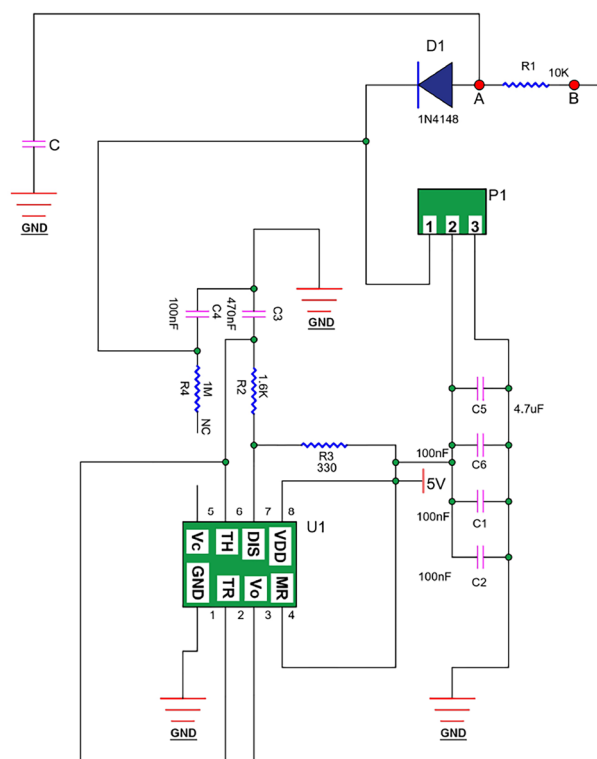 D1
R1
10K
A
B
1N4148
C
GND
P1
1 2 3
100nF
C4
470nF
C3
GND
R4
1M
NC
R2
1.6K
R3
330
C5
4.7uF
100nF
C6
5V
100nF
C1
100nF
C2
5 6 7 8
U1
Vc TH DIS VDD
GND TR Vo MR
1 2 3 4
GND
GND